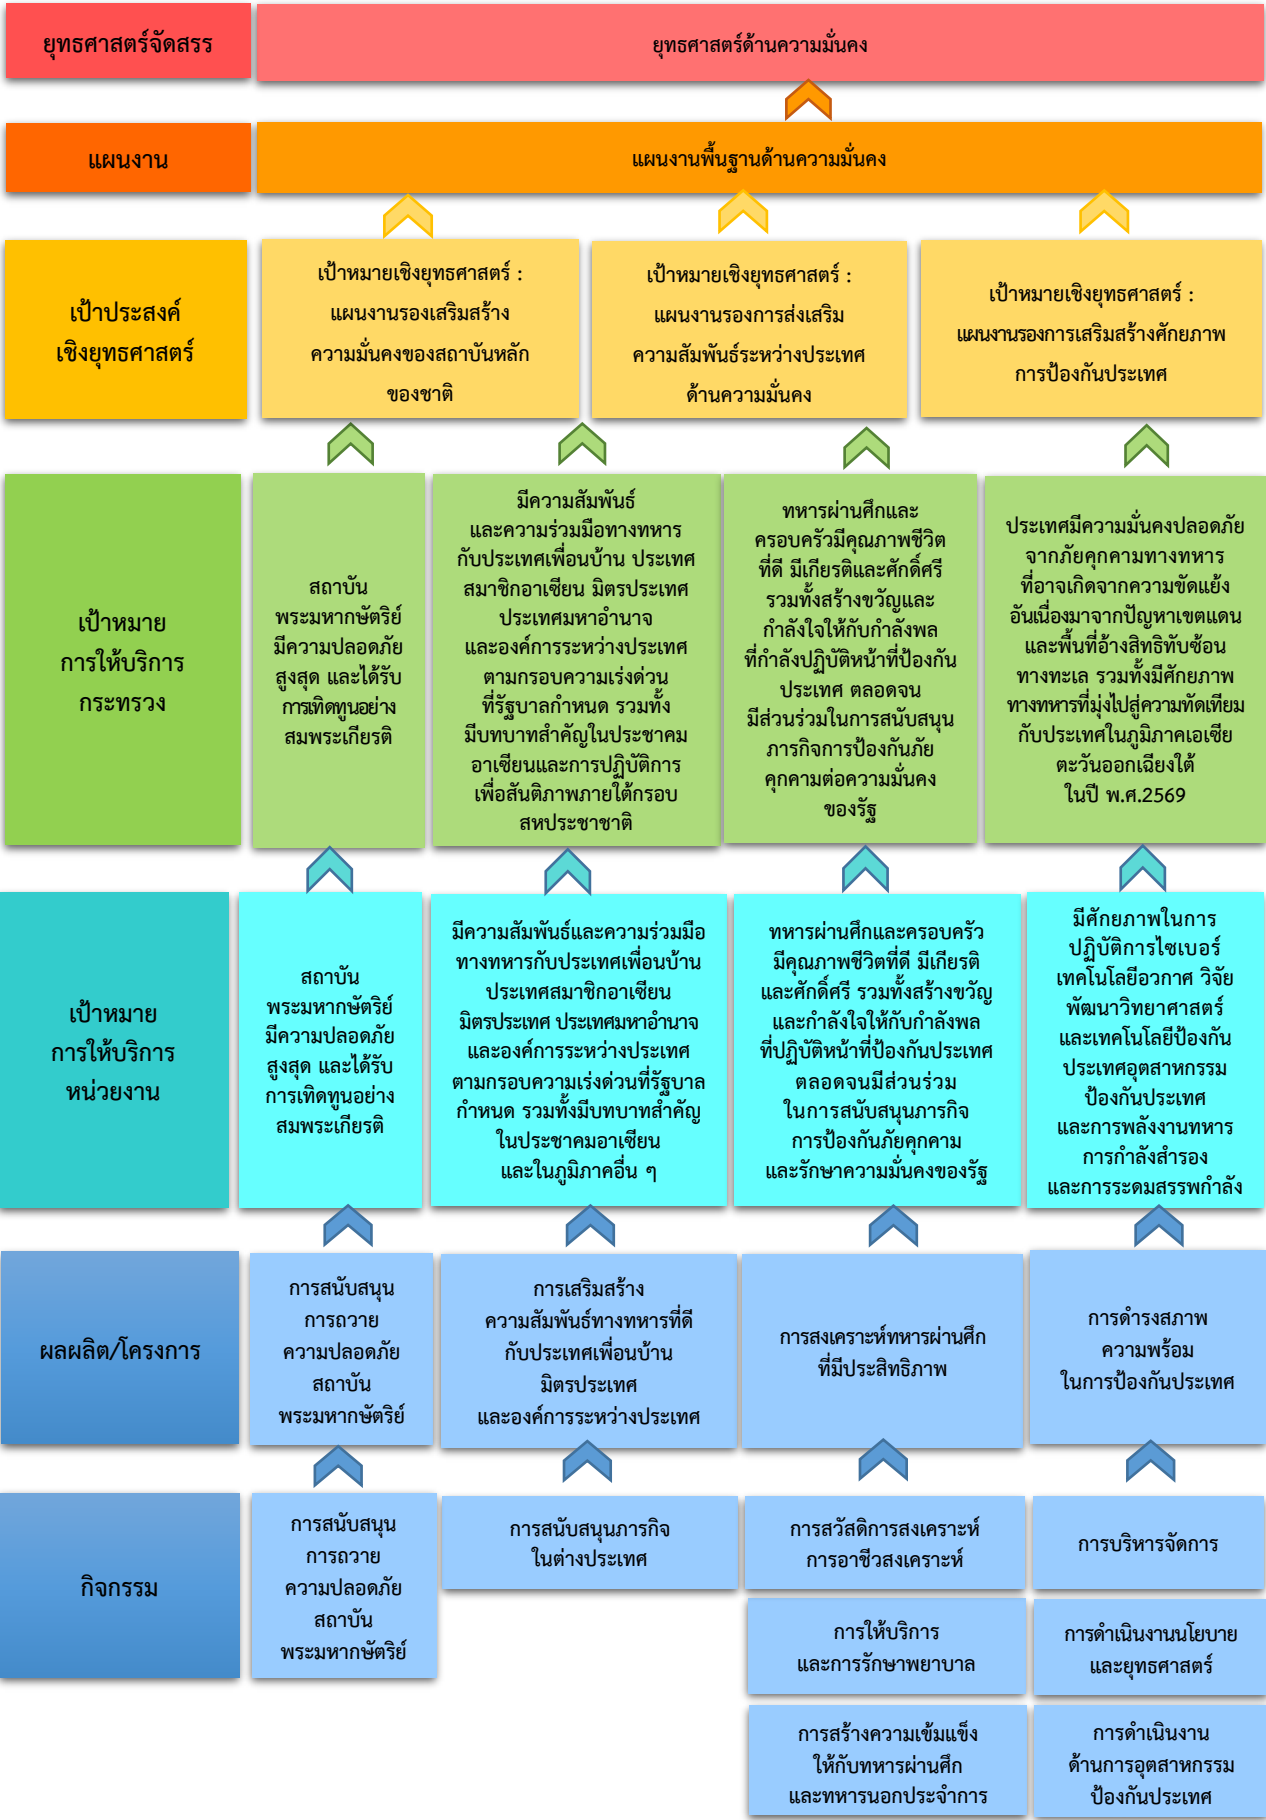 ยุทธศาสตร์จัดสรร
ยุทธศาสตร์ด้านความมั่นคง
แผนงาน
แผนงานพื้นฐานด้านความมั่นคง
เป้าประสงค์
เชิงยุทธศาสตร์
เป้าหมายเชิงยุทธศาสตร์ :
แผนงานรองเสริมสร้าง
ความมั่นคงของสถาบันหลัก
ของชาติ
เป้าหมายเชิงยุทธศาสตร์ :
แผนงานรองการส่งเสริม
ความสัมพันธ์ระหว่างประเทศ
ด้านความมั่นคง
เป้าหมายเชิงยุทธศาสตร์ :
แผนงานรองการเสริมสร้างศักยภาพ
การป้องกันประเทศ
เป้าหมาย
การให้บริการ
กระทรวง
สถาบัน
พระมหากษัตริย์
มีความปลอดภัย
สูงสุด และได้รับ
การเทิดทูนอย่าง
สมพระเกียรติ
มีความสัมพันธ์
และความร่วมมือทางทหาร
กับประเทศเพื่อนบ้าน ประเทศ
สมาชิกอาเซียน มิตรประเทศ
ประเทศมหาอำนาจ
และองค์การระหว่างประเทศ
ตามกรอบความเร่งด่วน
ที่รัฐบาลกำหนด รวมทั้ง
มีบทบาทสำคัญในประชาคม
อาเซียนและการปฏิบัติการ
เพื่อสันติภาพภายใต้กรอบ
สหประชาชาติ
ทหารผ่านศึกและ
ครอบครัวมีคุณภาพชีวิต
ที่ดี มีเกียรติและศักดิ์ศรี
รวมทั้งสร้างขวัญและ
กำลังใจให้กับกำลังพล
ที่กำลังปฏิบัติหน้าที่ป้องกัน
ประเทศ ตลอดจน
มีส่วนร่วมในการสนับสนุน
ภารกิจการป้องกันภัย
คุกคามต่อความมั่นคง
ของรัฐ
ประเทศมีความมั่นคงปลอดภัย
จากภัยคุกคามทางทหาร
ที่อาจเกิดจากความขัดแย้ง
อันเนื่องมาจากปัญหาเขตแดน
และพื้นที่อ้างสิทธิทับซ้อน
ทางทะเล รวมทั้งมีศักยภาพ
ทางทหารที่มุ่งไปสู่ความทัดเทียม
กับประเทศในภูมิภาคเอเซีย
ตะวันออกเฉียงใต้
ในปี พ.ศ.2569
เป้าหมาย
การให้บริการ
หน่วยงาน
สถาบัน
พระมหากษัตริย์
มีความปลอดภัย
สูงสุด และได้รับ
การเทิดทูนอย่าง
สมพระเกียรติ
มีความสัมพันธ์และความร่วมมือ
ทางทหารกับประเทศเพื่อนบ้าน
ประเทศสมาชิกอาเซียน
มิตรประเทศ ประเทศมหาอำนาจ
และองค์การระหว่างประเทศ
ตามกรอบความเร่งด่วนที่รัฐบาล
กำหนด รวมทั้งมีบทบาทสำคัญ
ในประชาคมอาเซียน
และในภูมิภาคอื่น ๆ
ทหารผ่านศึกและครอบครัว
มีคุณภาพชีวิตที่ดี มีเกียรติ
และศักดิ์ศรี รวมทั้งสร้างขวัญ
และกำลังใจให้กับกำลังพล
ที่ปฏิบัติหน้าที่ป้องกันประเทศ
ตลอดจนมีส่วนร่วม
ในการสนับสนุนภารกิจ
การป้องกันภัยคุกคาม
และรักษาความมั่นคงของรัฐ
มีศักยภาพในการ
ปฏิบัติการไซเบอร์
เทคโนโลยีอวกาศ วิจัย
พัฒนาวิทยาศาสตร์
และเทคโนโลยีป้องกัน
ประเทศอุตสาหกรรม
ป้องกันประเทศ
และการพลังงานทหาร
การกำลังสำรอง
และการระดมสรรพกำลัง
ผลผลิต/โครงการ
การสนับสนุน
การถวาย
ความปลอดภัย
สถาบัน
พระมหากษัตริย์
การเสริมสร้าง
ความสัมพันธ์ทางทหารที่ดี
กับประเทศเพื่อนบ้าน
มิตรประเทศ
และองค์การระหว่างประเทศ
การสงเคราะห์ทหารผ่านศึก
ที่มีประสิทธิภาพ
การดำรงสภาพ
ความพร้อม
ในการป้องกันประเทศ
กิจกรรม
การสนับสนุน
การถวาย
ความปลอดภัย
สถาบัน
พระมหากษัตริย์
การสนับสนุนภารกิจ
ในต่างประเทศ
การสวัสดิการสงเคราะห์
การอาชีวสงเคราะห์
การบริหารจัดการ
การให้บริการ
และการรักษาพยาบาล
การดำเนินงานนโยบาย
และยุทธศาสตร์
การสร้างความเข้มแข็ง
ให้กับทหารผ่านศึก
และทหารนอกประจำการ
การดำเนินงาน
ด้านการอุตสาหกรรม
ป้องกันประเทศ